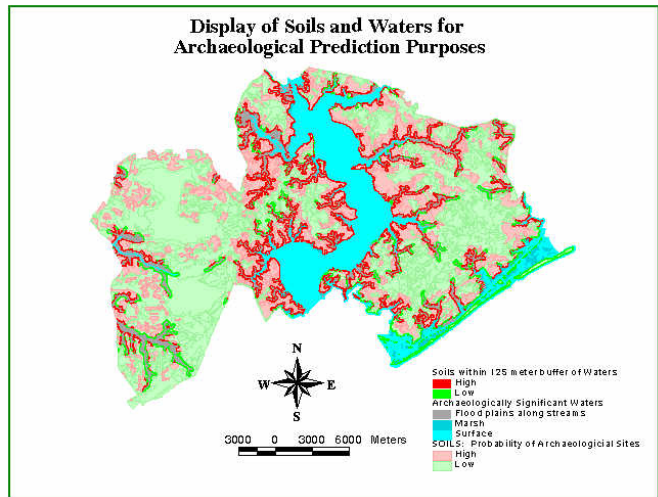 Display of Soils and Waters for
Archaeological Prediction Purposes
N
W E
S
3000 0 3000 6000 Meters
Soils within 125 meter buffer of Waters
High
Low
Archaeologically Significant Waters
Flood plains along streams
Marsh
Surface
SOILS: Probability of Archaeologicial Sites
High
Low